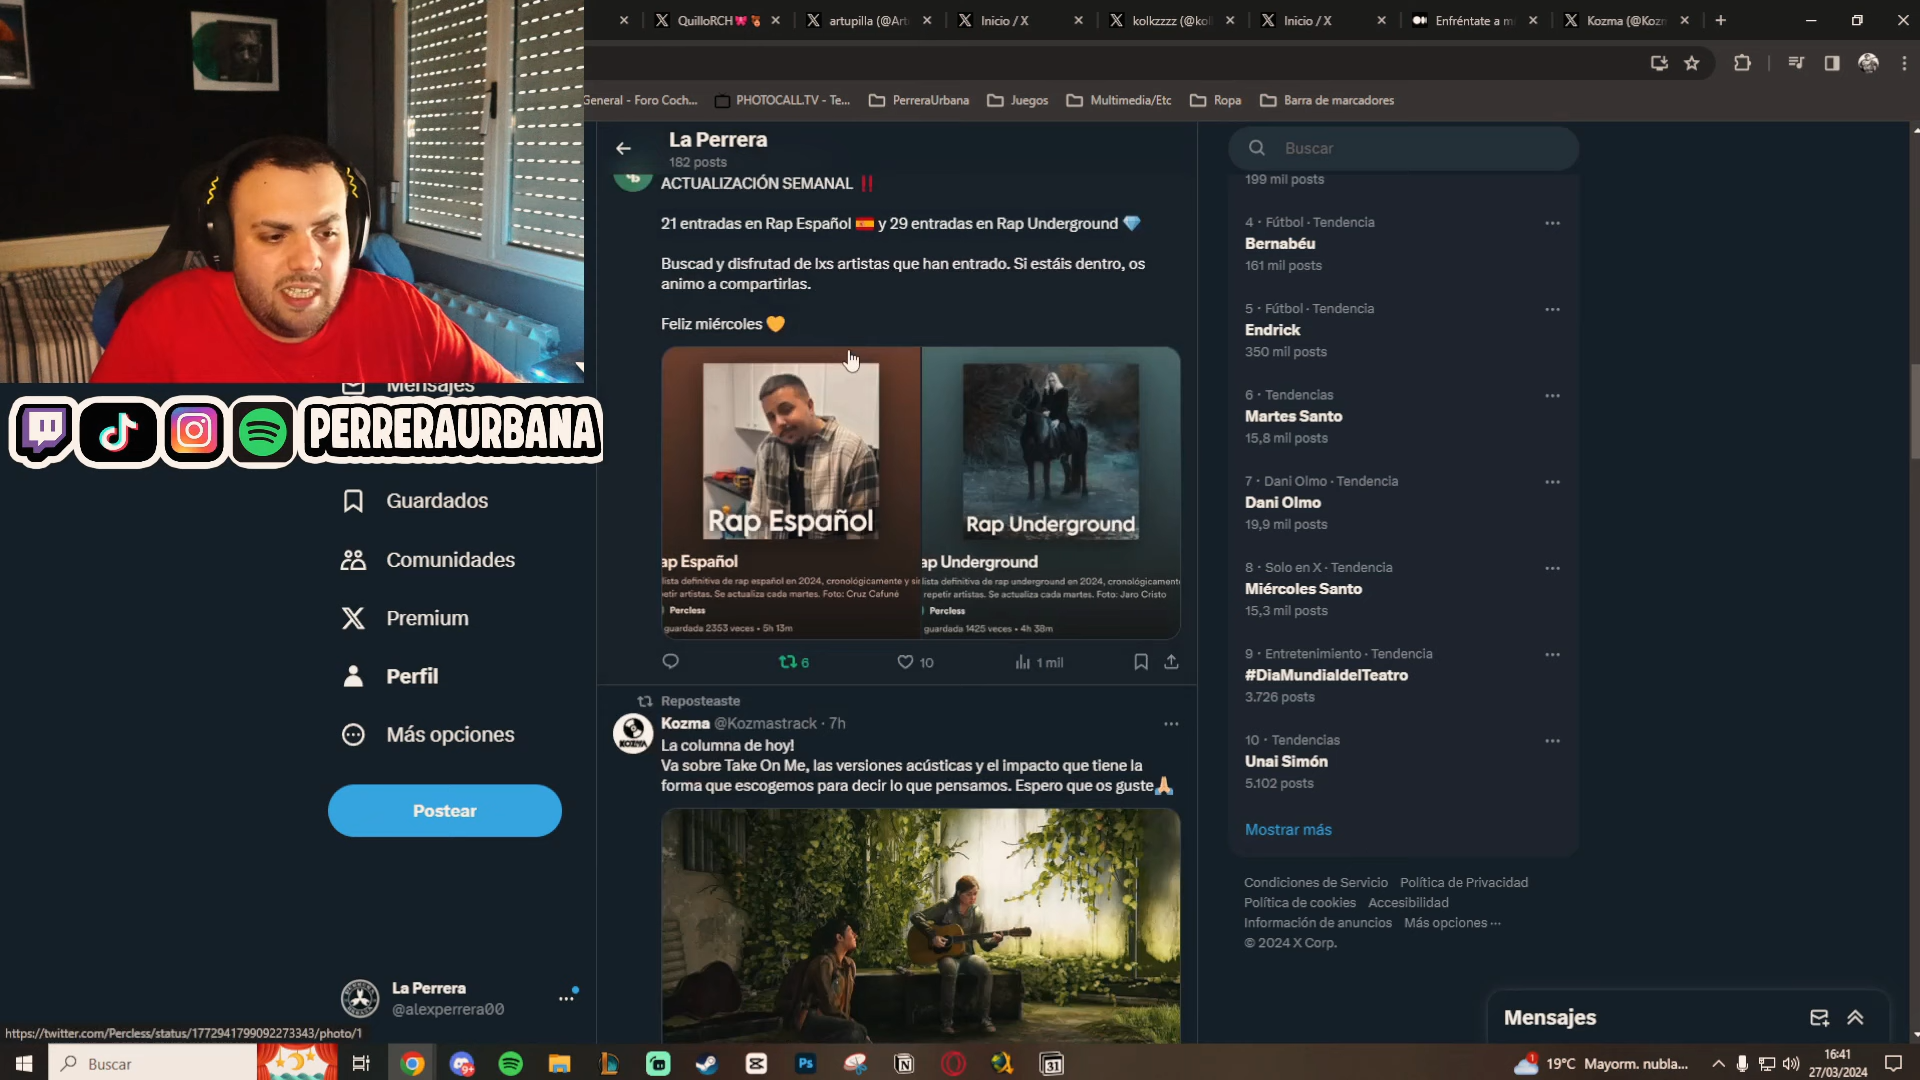 QuilloRCH
artupilla (@Art
Inicio / X
kolkzzzz (@kol
Inicio / X
Enfréntate a m
Kozma (@Kozm
General - Foro Coch...
PHOTOCALL.TV - Te...
PerreraUrbana
Juegos
Multimedia/Etc
Ropa
Barra de marcadores
La Perrera
182 posts
ACTUALIZACIÓN SEMANAL ‼️
21 entradas en Rap Español 🇪🇸 y 29 entradas en Rap Underground 💎
Buscad y disfrutad de lxs artistas que han entrado. Si estáis dentro, os
animo a compartirlas.
Feliz miércoles 🧡
Rap Español
Rap Underground
ap Español
ap Underground
lista definitiva de rap español en 2024, cronológicamente y sin
lista definitiva de rap underground en 2024, cronológicament
petir artistas. Se actualiza cada martes. Foto: Cruz Cafuné
repetir artistas. Se actualiza cada martes. Foto: Jaro Cristo
Percless
Percless
guardada 2353 veces • 5h 13m
guardada 1425 veces • 4h 38m
6
10
1 mil
Reposteaste
Kozma @Kozmastrack · 7h
KOZMA
La columna de hoy!
Va sobre Take On Me, las versiones acústicas y el impacto que tiene la
forma que escogemos para decir lo que pensamos. Espero que os guste🙏🏼
PERRERAURBANA
Mensajes
Guardados
Comunidades
Premium
Perfil
Más opciones
Postear
La Perrera
@alexperrera00
https://twitter.com/Percless/status/1772941799092273343/photo/1
Buscar
199 mil posts
4 · Fútbol · Tendencia
Bernabéu
161 mil posts
5 · Fútbol · Tendencia
Endrick
350 mil posts
6 · Tendencias
Martes Santo
15,8 mil posts
7 · Dani Olmo · Tendencia
Dani Olmo
19,9 mil posts
8 · Solo en X · Tendencia
Miércoles Santo
15,3 mil posts
9 · Entretenimiento · Tendencia
#DiaMundialdelTeatro
3.726 posts
10 · Tendencias
Unai Simón
5.102 posts
Mostrar más
Condiciones de Servicio Política de Privacidad
Política de cookies Accesibilidad
Información de anuncios Más opciones ···
© 2024 X Corp.
Mensajes
Buscar
Ps
31
19°C Mayorm. nubla...
16:41
27/03/2024